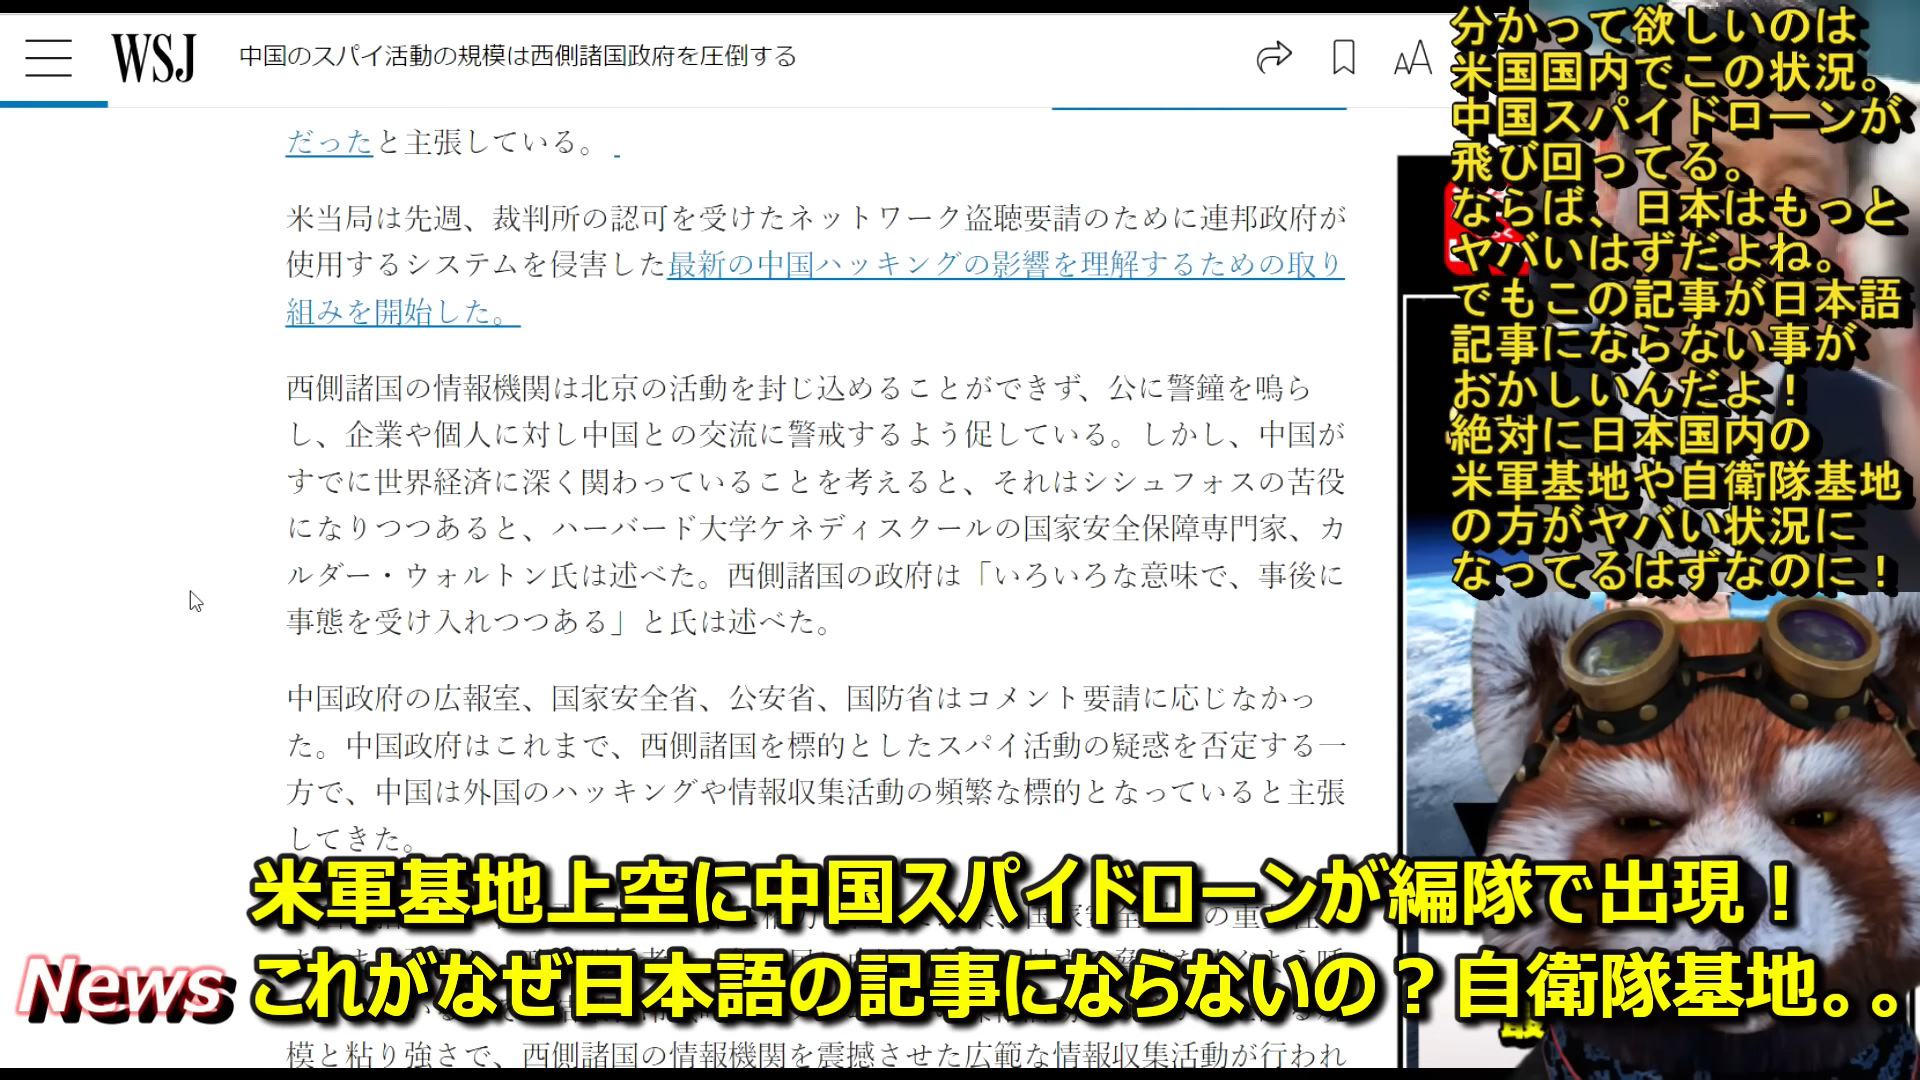 WSJ
中国のスパイ活動の規模は西側諸国政府を圧倒する
AA
だったと主張している。
米当局は先週、裁判所の認可を受けたネットワーク盗聴要請のために連邦政府が
使用するシステムを侵害した最新の中国ハッキングの影響を理解するための取り
組みを開始した。
西側諸国の情報機関は北京の活動を封じ込めることができず、公に警鐘を鳴ら
し、企業や個人に対し中国との交流に警戒するよう促している。しかし、中国が
すでに世界経済に深く関わっていることを考えると、それはシシュフォスの苦役
になりつつあると、ハーバード大学ケネディスクールの国家安全保障専門家、カ
ルダー・ウォルトン氏は述べた。西側諸国の政府は「いろいろな意味で、事後に
事態を受け入れつつある」と氏は述べた。
中国政府の広報室、国家安全省、公安省、国防省はコメント要請に応じなかっ
た。中国政府はこれまで、西側諸国を標的としたスパイ活動の疑惑を否定する一
方で、中国は外国のハッキングや情報収集活動の頻繁な標的となっていると主張
してきた。
模と粘り強さで、西側諸国の情報機関を震撼させた広範な情報収集活動が行われ
分かって欲しいのは
米国国内でこの状況。
中国スパイドローンが
飛び回ってる。
ならば、日本はもっと
ヤバいはずだよね。
でもこの記事が日本語
記事にならない事が
おかしいんだよ！
絶対に日本国内の
米軍基地や自衛隊基地
の方がヤバい状況に
なってるはずなのに！
米軍基地上空に中国スパイドローンが編隊で出現！
News
これがなぜ日本語の記事にならないの？自衛隊基地。。